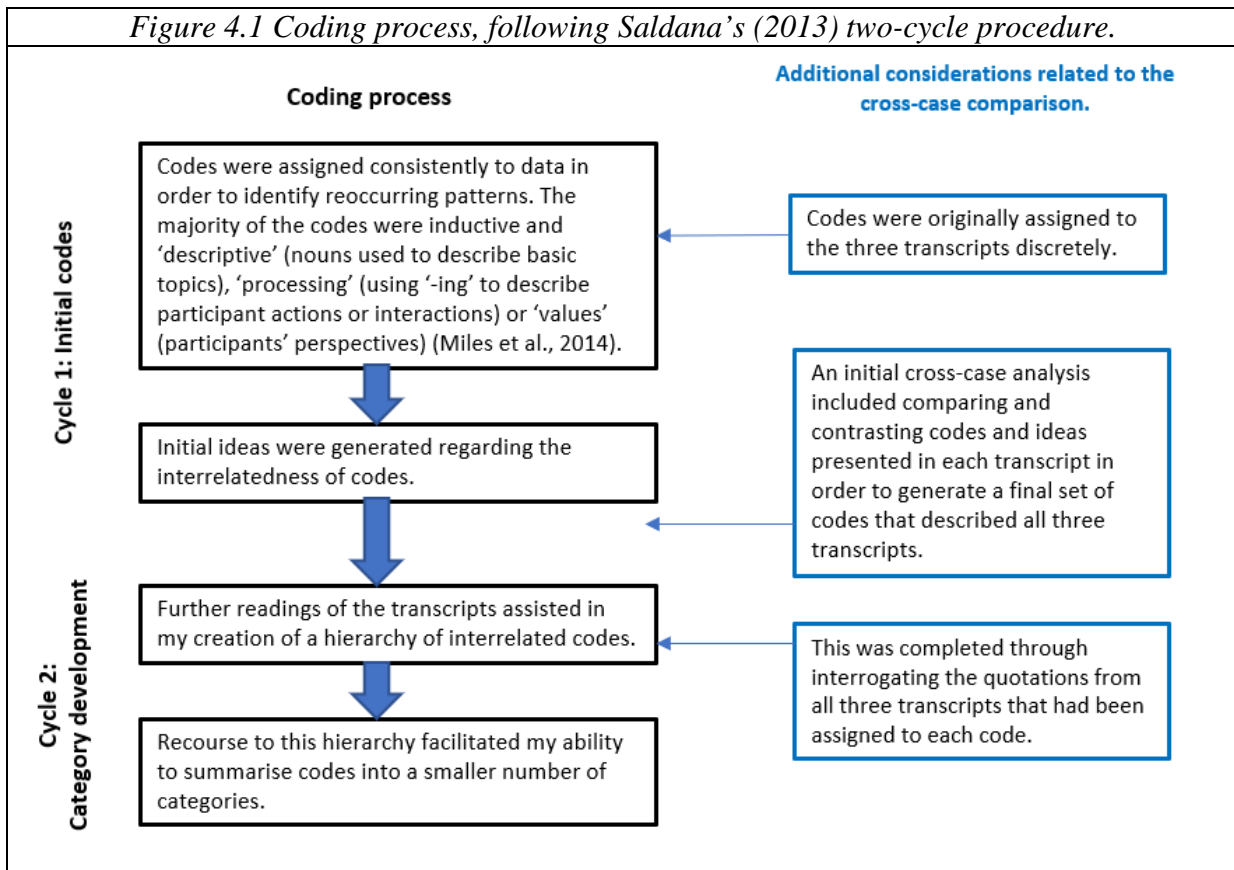 Figure 4.1 Coding process, following Saldana’s (2013) two-cycle procedure.
Coding process
Additional considerations related to the
cross-case comparison.
Cycle 1: Initial codes
Codes were assigned consistently to data in
order to identify reoccurring patterns. The
majority of the codes were inductive and
‘descriptive’ (nouns used to describe basic
topics), ‘processing’ (using ‘-ing’ to describe
participant actions or interactions) or ‘values’
(participants’ perspectives) (Miles et al., 2014).
Codes were originally assigned to
the three transcripts discretely.
Initial ideas were generated regarding the
interrelatedness of codes.
An initial cross-case analysis
included comparing and
contrasting codes and ideas
presented in each transcript in
order to generate a final set of
codes that described all three
transcripts.
Cycle 2:
Category development
Further readings of the transcripts assisted in
my creation of a hierarchy of interrelated codes.
This was completed through
interrogating the quotations from
all three transcripts that had been
assigned to each code.
Recourse to this hierarchy facilitated my ability
to summarise codes into a smaller number of
categories.